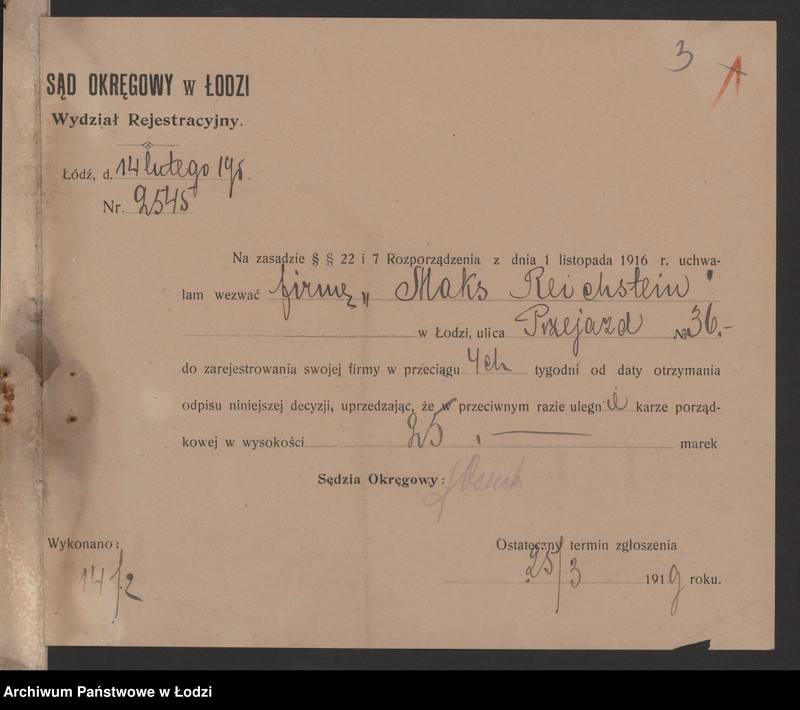 3 1
SĄD OKRĘGOWY W ŁODZI
Wydział Rejestracyjny.
Łódź, d. 14 lutego 191
Nr. 2545
Na zasadzie § § 22 i 7 Rozporządzenia z dnia 1 listopada 1916 r. uchwa-
lam wezwać firmę „Maks Reichstein"
w Łodzi, ulica Przejazd № 36.-
do zarejestrowania swojej firmy w przeciągu 4ch tygodni od daty otrzymania
odpisu niniejszej decyzji, uprzedzając, że w przeciwnym razie ulegnie karze porząd-
kowej w wysokości 25.— marek
Sędzia Okręgowy:
Wykonano: Ostateczny termin zgłoszenia
14/2 25/3 1919 roku.
Archiwum Państwowe w Łodzi